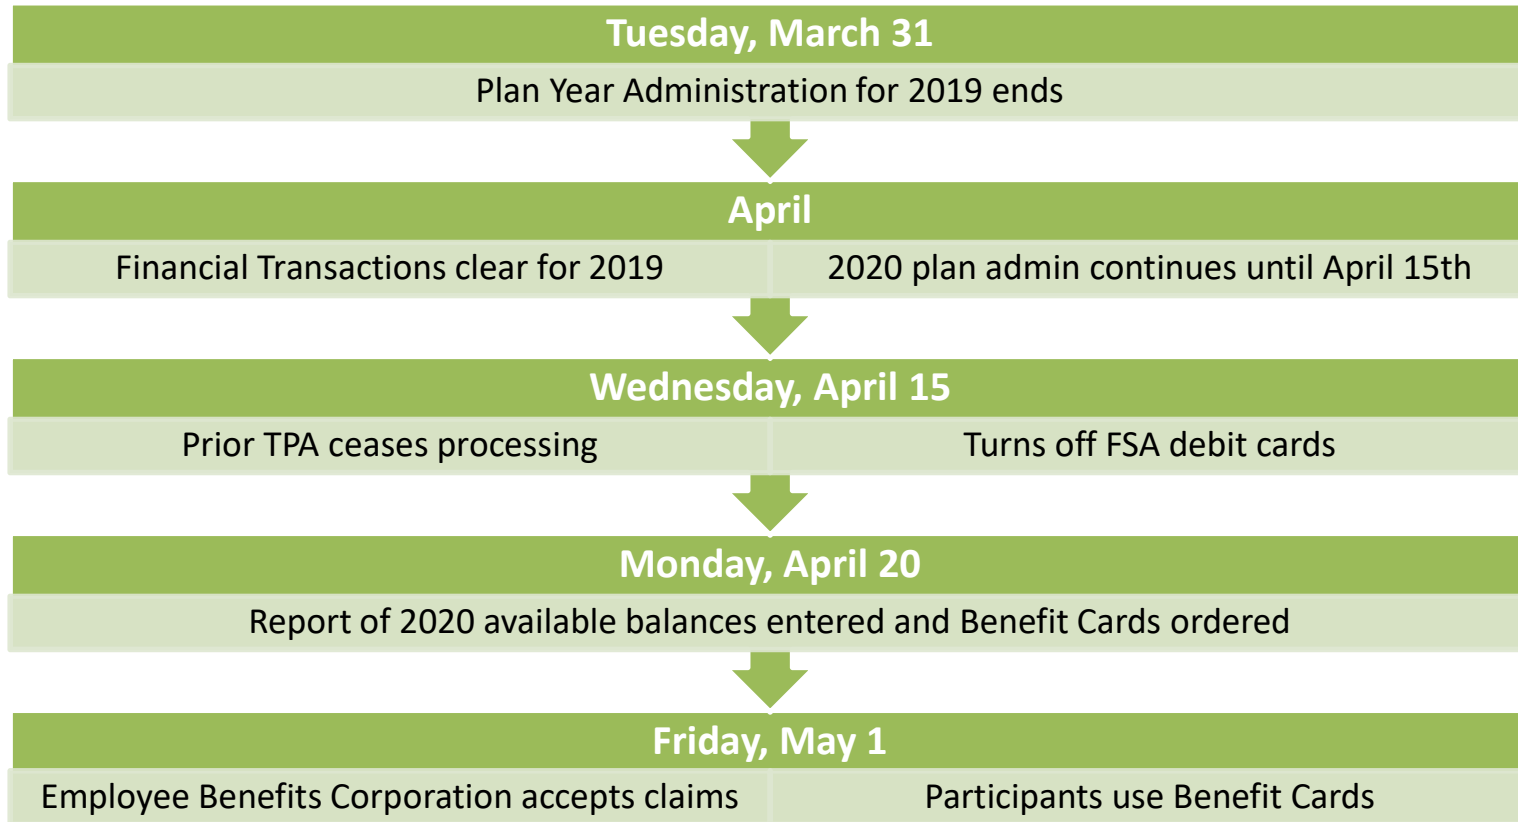 Tuesday, March 31
Plan Year Administration for 2019 ends
April
Financial Transactions clear for 2019
2020 plan admin continues until April 15th
Wednesday, April 15
Prior TPA ceases processing
Turns off FSA debit cards
Monday, April 20
Report of 2020 available balances entered and Benefit Cards ordered
Friday, May 1
Employee Benefits Corporation accepts claims
Participants use Benefit Cards